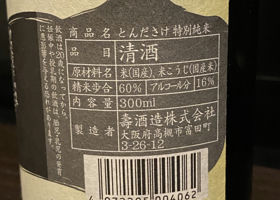 商品名 とんださけ 特別純米
品目 清酒
原材料名 米(国産)、米こうじ(国産米)
精米歩合 60% アルコール分 16%
内容量 300ml
製造者 壽酒造株式会社
大阪府高槻市富田町
3-26-12
飲酒は20歳になってから。